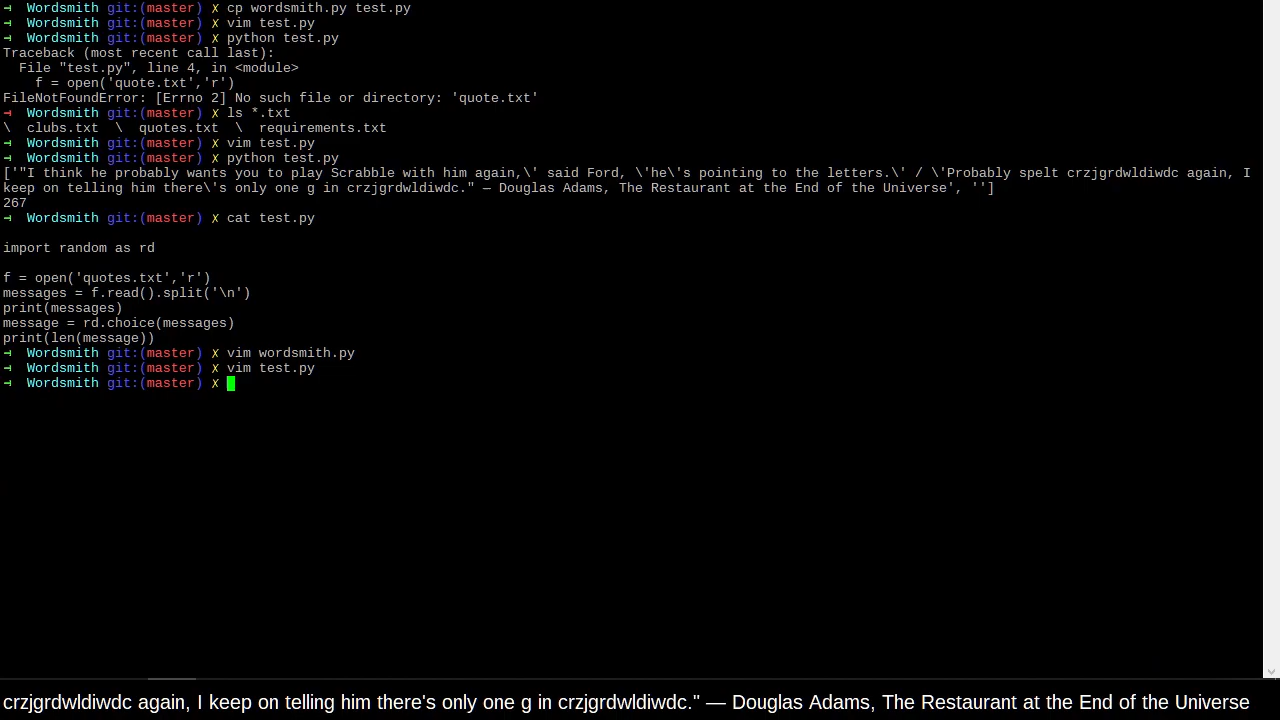 → Wordsmith git:(master) ✗ cp wordsmith.py test.py
→ Wordsmith git:(master) ✗ vim test.py
→ Wordsmith git:(master) ✗ python test.py
Traceback (most recent call last):
  File "test.py", line 4, in <module>
    f = open('quote.txt','r')
FileNotFoundError: [Errno 2] No such file or directory: 'quote.txt'
→ Wordsmith git:(master) ✗ ls *.txt
\  clubs.txt  \  quotes.txt  \  requirements.txt
→ Wordsmith git:(master) ✗ vim test.py
→ Wordsmith git:(master) ✗ python test.py
['"I think he probably wants you to play Scrabble with him again,\' said Ford, \'he\'s pointing to the letters.\' / \'Probably spelt crzjgrdwldiwdc again, I
keep on telling him there\'s only one g in crzjgrdwldiwdc." — Douglas Adams, The Restaurant at the End of the Universe', '']
267
→ Wordsmith git:(master) ✗ cat test.py
import random as rd
f = open('quotes.txt','r')
messages = f.read().split('\n')
print(messages)
message = rd.choice(messages)
print(len(message))
→ Wordsmith git:(master) ✗ vim wordsmith.py
→ Wordsmith git:(master) ✗ vim test.py
→ Wordsmith git:(master) ✗
crzjgrdwldiwdc again, I keep on telling him there's only one g in crzjgrdwldiwdc." — Douglas Adams, The Restaurant at the End of the Universe